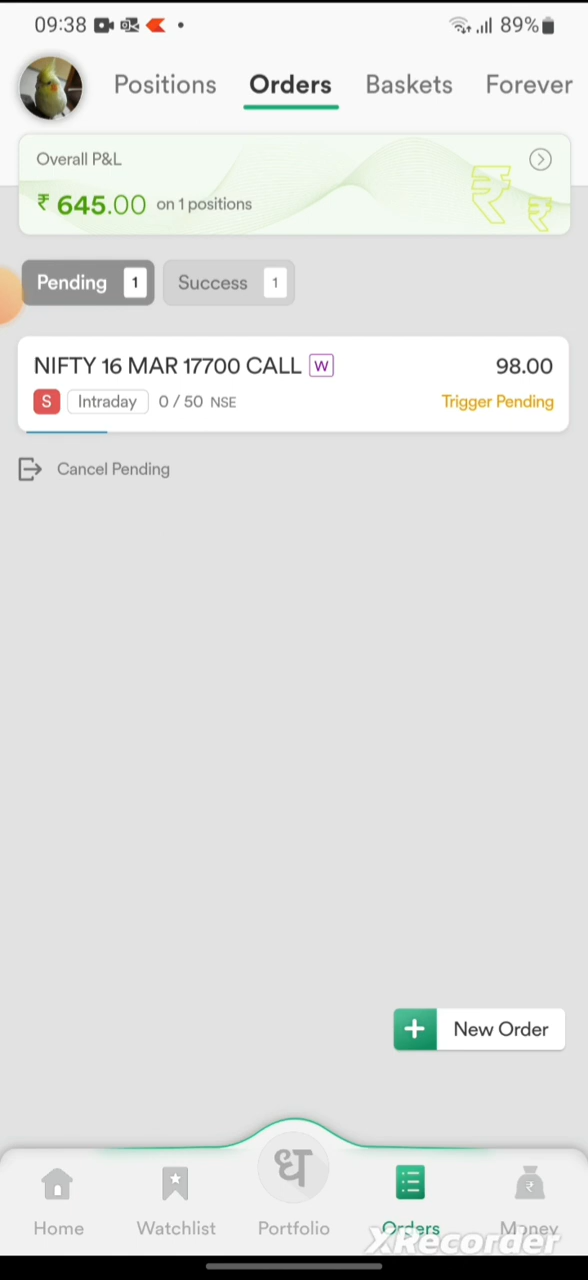 09:38 89%
Positions Orders Baskets Forever
Overall P&L
₹ 645.00 on 1 positions
Pending 1 Success 1
NIFTY 16 MAR 17700 CALL W 98.00
S Intraday 0 / 50 NSE Trigger Pending
Cancel Pending
+ New Order
ध
Home Watchlist Portfolio Orders Money
XRecorder